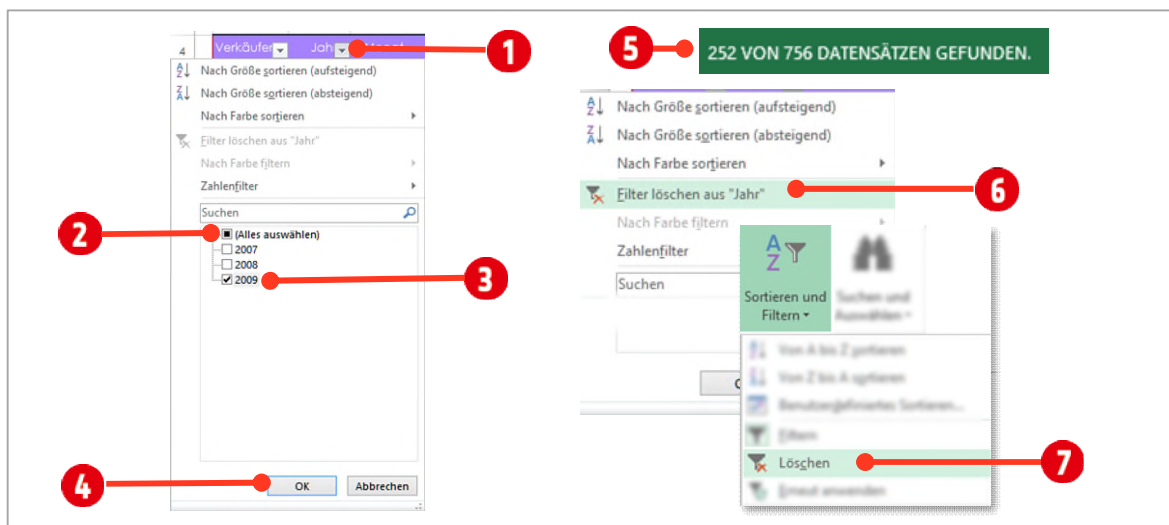 4 Verkäufer Jahr
1
Nach Größe sortieren (aufsteigend)
Nach Größe sortieren (absteigend)
Nach Farbe sortieren
Filter löschen aus "Jahr"
Nach Farbe filtern
Zahlenfilter
Suchen
2
(Alles auswählen)
2007
2008
2009
3
4
OK Abbrechen
5
252 VON 756 DATENSÄTZEN GEFUNDEN.
Nach Größe sortieren (aufsteigend)
Nach Größe sortieren (absteigend)
Nach Farbe sortieren
Filter löschen aus "Jahr"
6
Nach Farbe filtern
Zahlenfilter
Suchen
Sortieren und
Filtern
Suchen und
Auswählen
Von A bis Z sortieren
Von Z bis A sortieren
Benutzerdefiniertes Sortieren...
Filtern
Löschen
7
Erneut anwenden